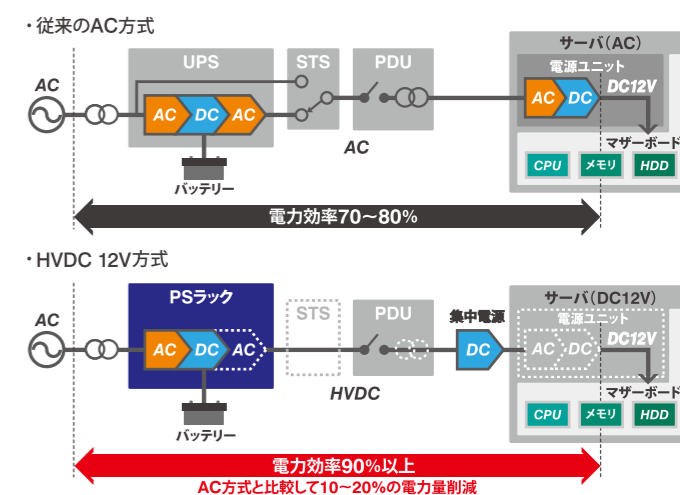 ・従来のAC方式
サーバ（AC）
UPS
STS
PDU
電源ユニット
AC
DC12V
AC
DC
AC
AC
DC
AC
マザーボード
バッテリー
CPU
メモリ
HDD
電力効率70～80%
・HVDC 12V方式
PSラック
サーバ（DC12V）
STS
PDU
集中電源
電源ユニット
AC
DC12V
AC
DC
AC
DC
AC
DC
HVDC
マザーボード
バッテリー
CPU
メモリ
HDD
電力効率90%以上
AC方式と比較して10～20%の電力量削減